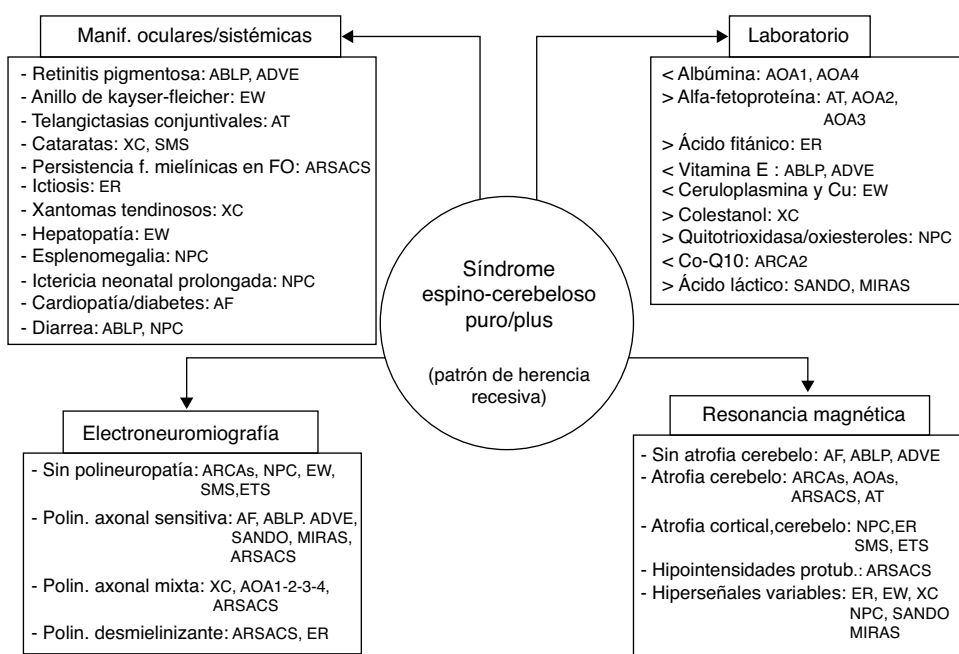 Manif. oculares/sistémicas
- Retinitis pigmentosa: ABLP, ADVE
- Anillo de kayser-fleicher: EW
- Telangictasias conjuntivales: AT
- Cataratas: XC, SMS
- Persistencia f. mielínicas en FO: ARSACS
- Ictiosis: ER
- Xantomas tendinosos: XC
- Hepatopatía: EW
- Esplenomegalia: NPC
- Ictericia neonatal prolongada: NPC
- Cardiopatía/diabetes: AF
- Diarrea: ABLP, NPC
Laboratorio
< Albúmina: AOA1, AOA4
> Alfa-fetoproteína: AT, AOA2,
AOA3
> Ácido fitánico: ER
< Vitamina E : ABLP, ADVE
< Ceruloplasmina y Cu: EW
> Colestanol: XC
> Quitotrioxidasa/oxiesteroles: NPC
< Co-Q10: ARCA2
> Ácido láctico: SANDO, MIRAS
Síndrome
espino-cerebeloso
puro/plus
(patrón de herencia
recesiva)
Electroneuromiografía
- Sin polineuropatía: ARCAs, NPC, EW,
SMS,ETS
- Polin. axonal sensitiva: AF, ABLP. ADVE,
SANDO, MIRAS,
ARSACS
- Polin. axonal mixta: XC, AOA1-2-3-4,
ARSACS
- Polin. desmielinizante: ARSACS, ER
Resonancia magnética
- Sin atrofia cerebelo: AF, ABLP, ADVE
- Atrofia cerebelo: ARCAs, AOAs,
ARSACS, AT
- Atrofia cortical,cerebelo: NPC,ER
SMS, ETS
- Hipointensidades protub.: ARSACS
- Hiperseñales variables: ER, EW, XC
NPC, SANDO
MIRAS